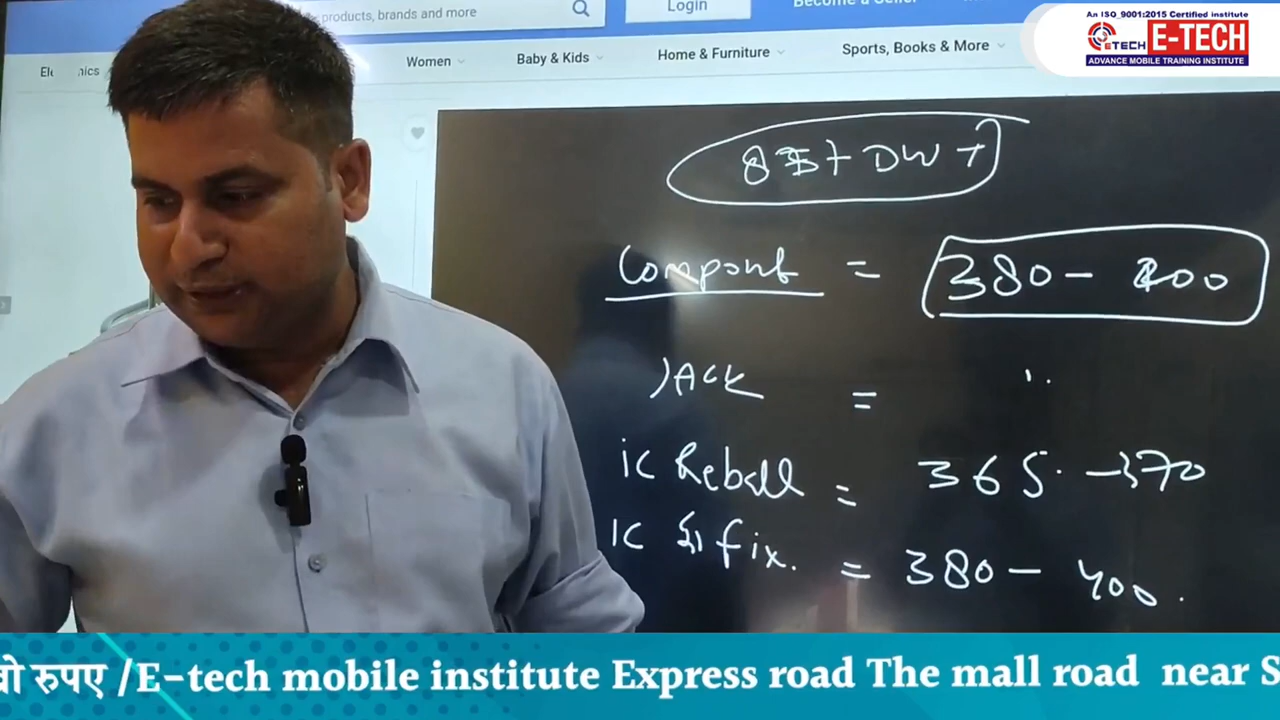 products, brands and more
Login
Become a Seller
Women
Baby & Kids
Home & Furniture
Sports, Books & More
An ISO 9001:2015 Certified institute
ETECH E-TECH
ADVANCE MOBILE TRAINING INSTITUTE
DW +
Compont = 380 - 400
JACK = "
ic Reball = 365 - 370
IC fix. = 380 - 400.
रुपए /E-tech mobile institute Express road The mall road near S